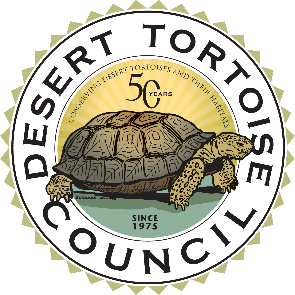 DESERT TORTOISE
CONSERVING DESERT TORTOISES AND THEIR HABITATS
50
YEARS
SINCE
1975
COUNCIL